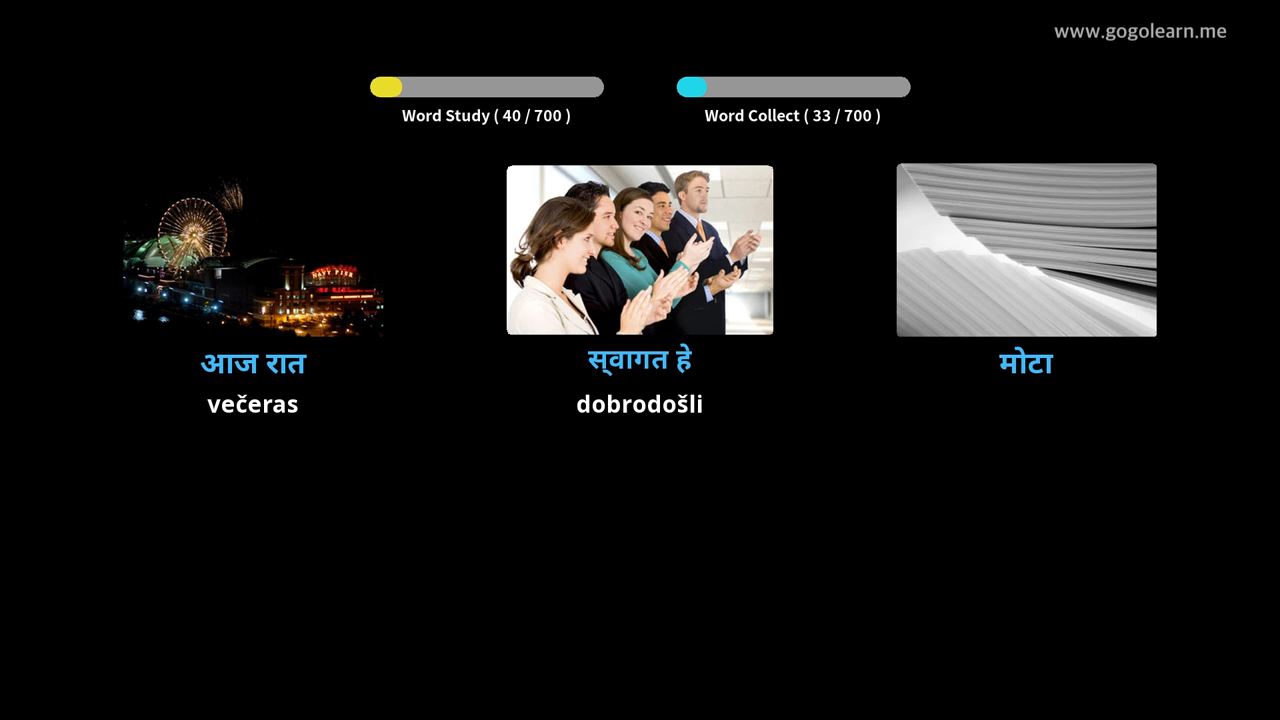 www.gogolearn.me
Word Study ( 40 / 700 )
Word Collect ( 33 / 700 )
आज रात
स्वागत हे
मोटा
večeras
dobrodošli